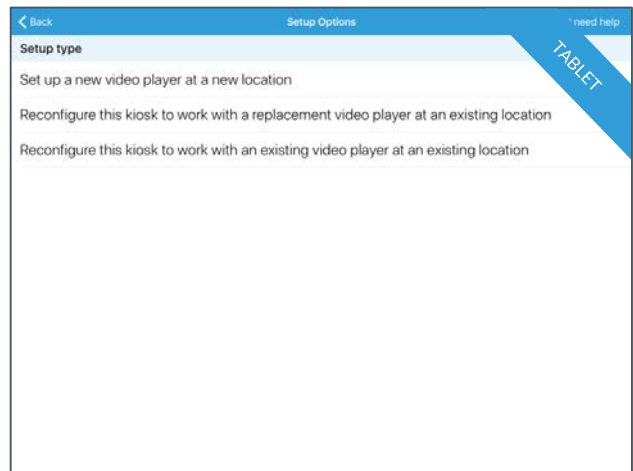 Back
Setup Options
need help
TABLET
Setup type
Set up a new video player at a new location
Reconfigure this kiosk to work with a replacement video player at an existing location
Reconfigure this kiosk to work with an existing video player at an existing location